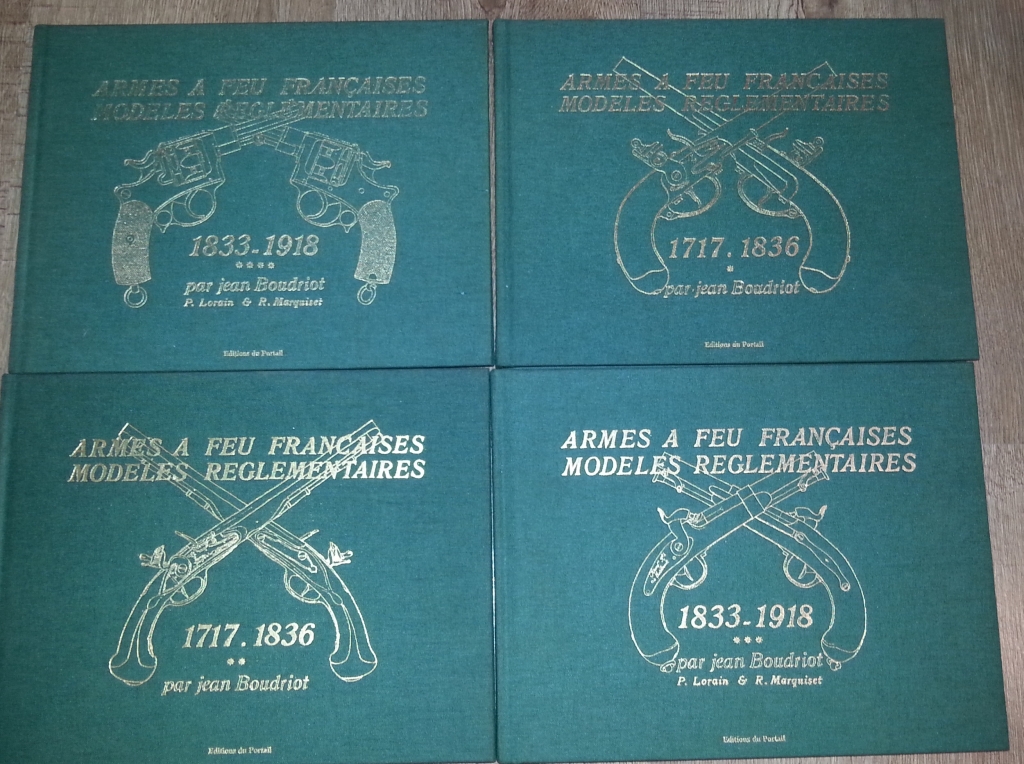 ARMES A FEU FRANÇAISES
MODELES REGLEMENTAIRES
1833-1918
****
par jean Boudriot
P. Lorain & R. Marquiset
Editions du Portail
ARMES A FEU FRANÇAISES
MODELES REGLEMENTAIRES
1717.1836
*
par jean Boudriot
Editions du Portail
ARMES A FEU FRANÇAISES
MODELES REGLEMENTAIRES
1717.1836
**
par jean Boudriot
Editions du Portail
ARMES A FEU FRANÇAISES
MODELES REGLEMENTAIRES
1833-1918
***
par jean Boudriot
P. Lorain & R. Marquiset
Editions du Portail